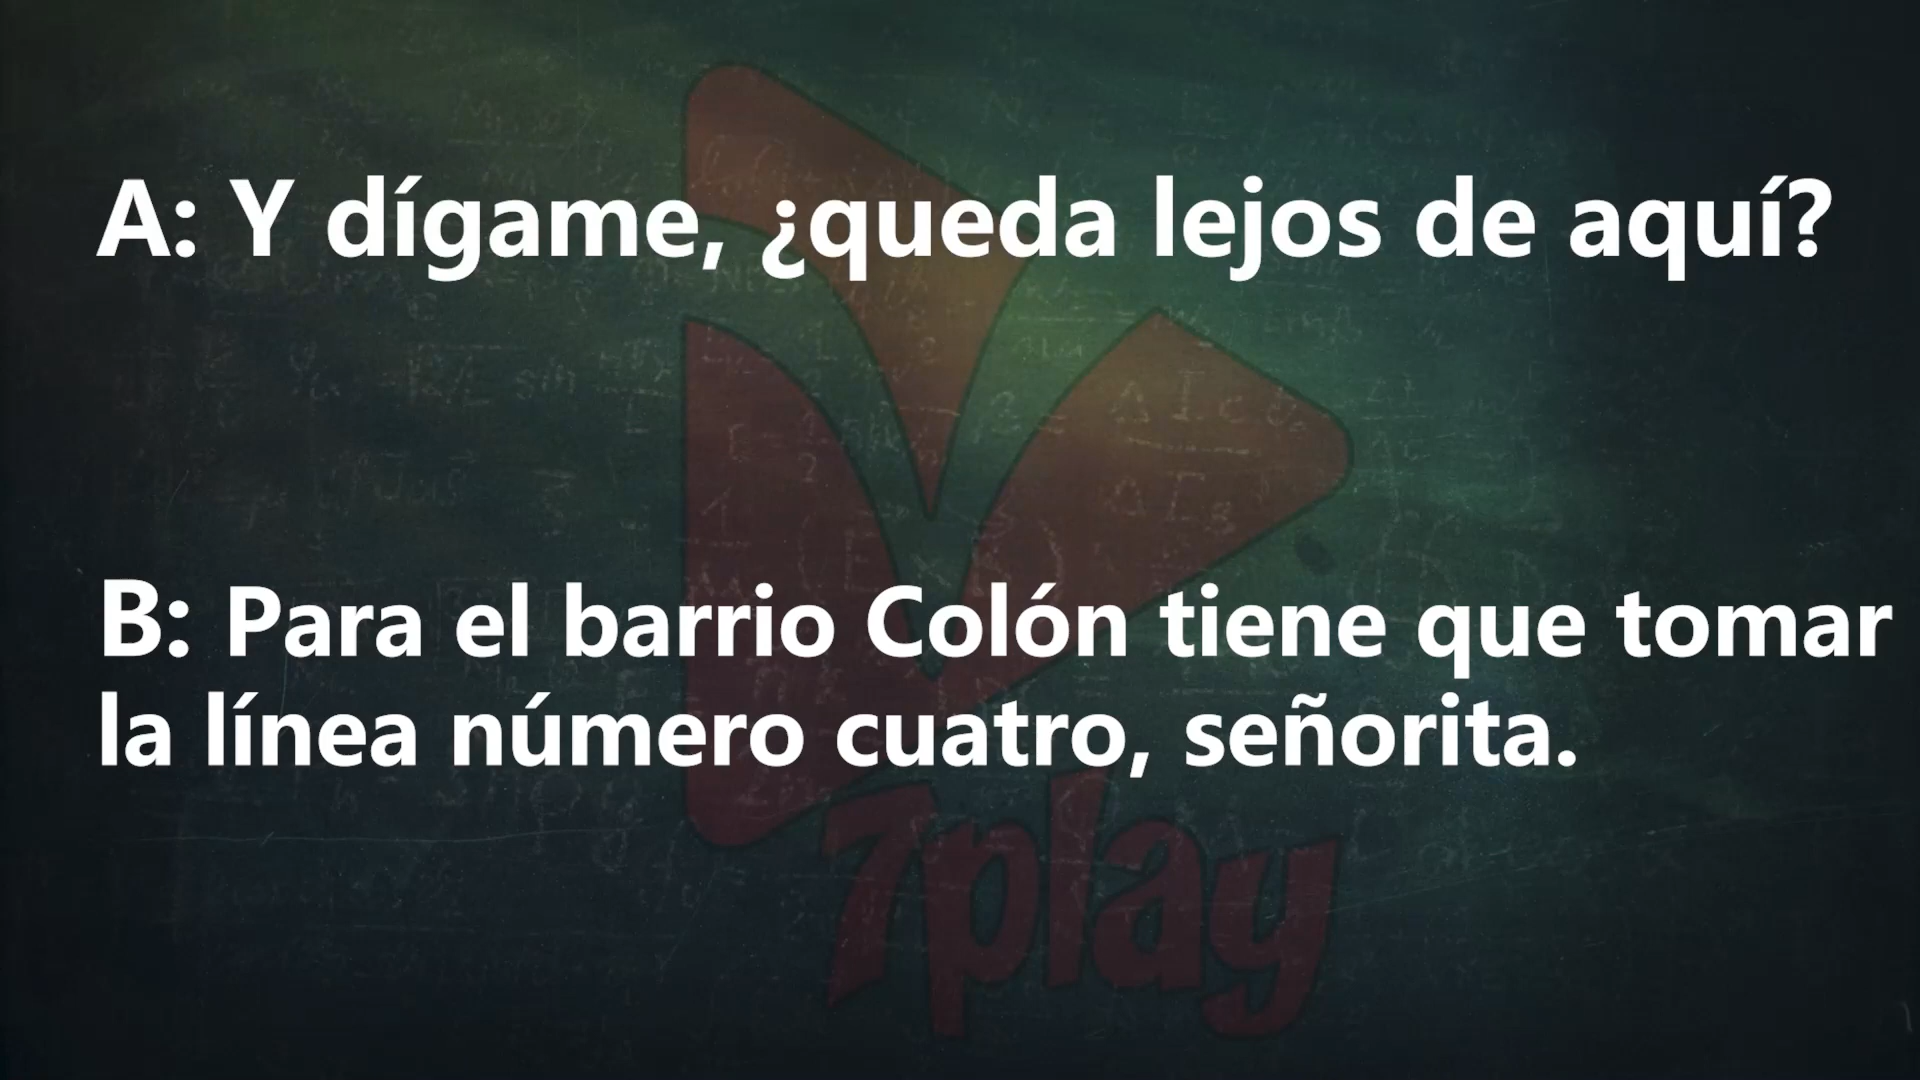 A: Y dígame, ¿queda lejos de aquí?
B: Para el barrio Colón tiene que tomar
la línea número cuatro, señorita.
7play